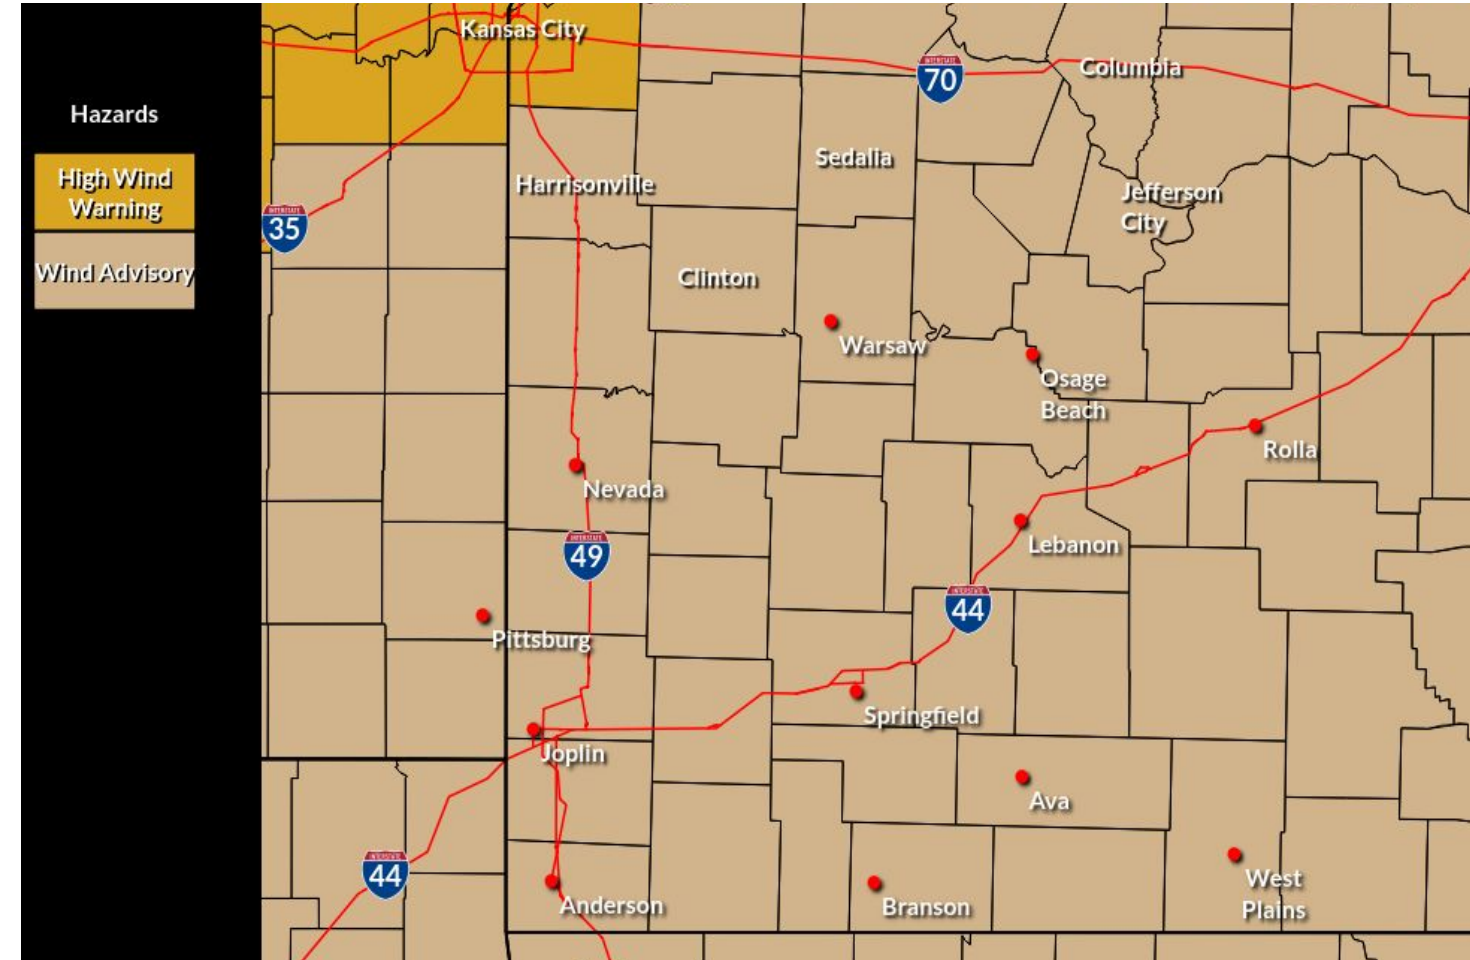 Kansas City
70
Columbia
Hazards
Sedalia
High Wind
Warning
Harrisonville
Jefferson
City
35
Wind Advisory
Clinton
Warsaw
Osage
Beach
Rolla
Nevada
49
Lebanon
44
Pittsburg
Springfield
Joplin
Ava
44
West
Plains
Anderson
Branson